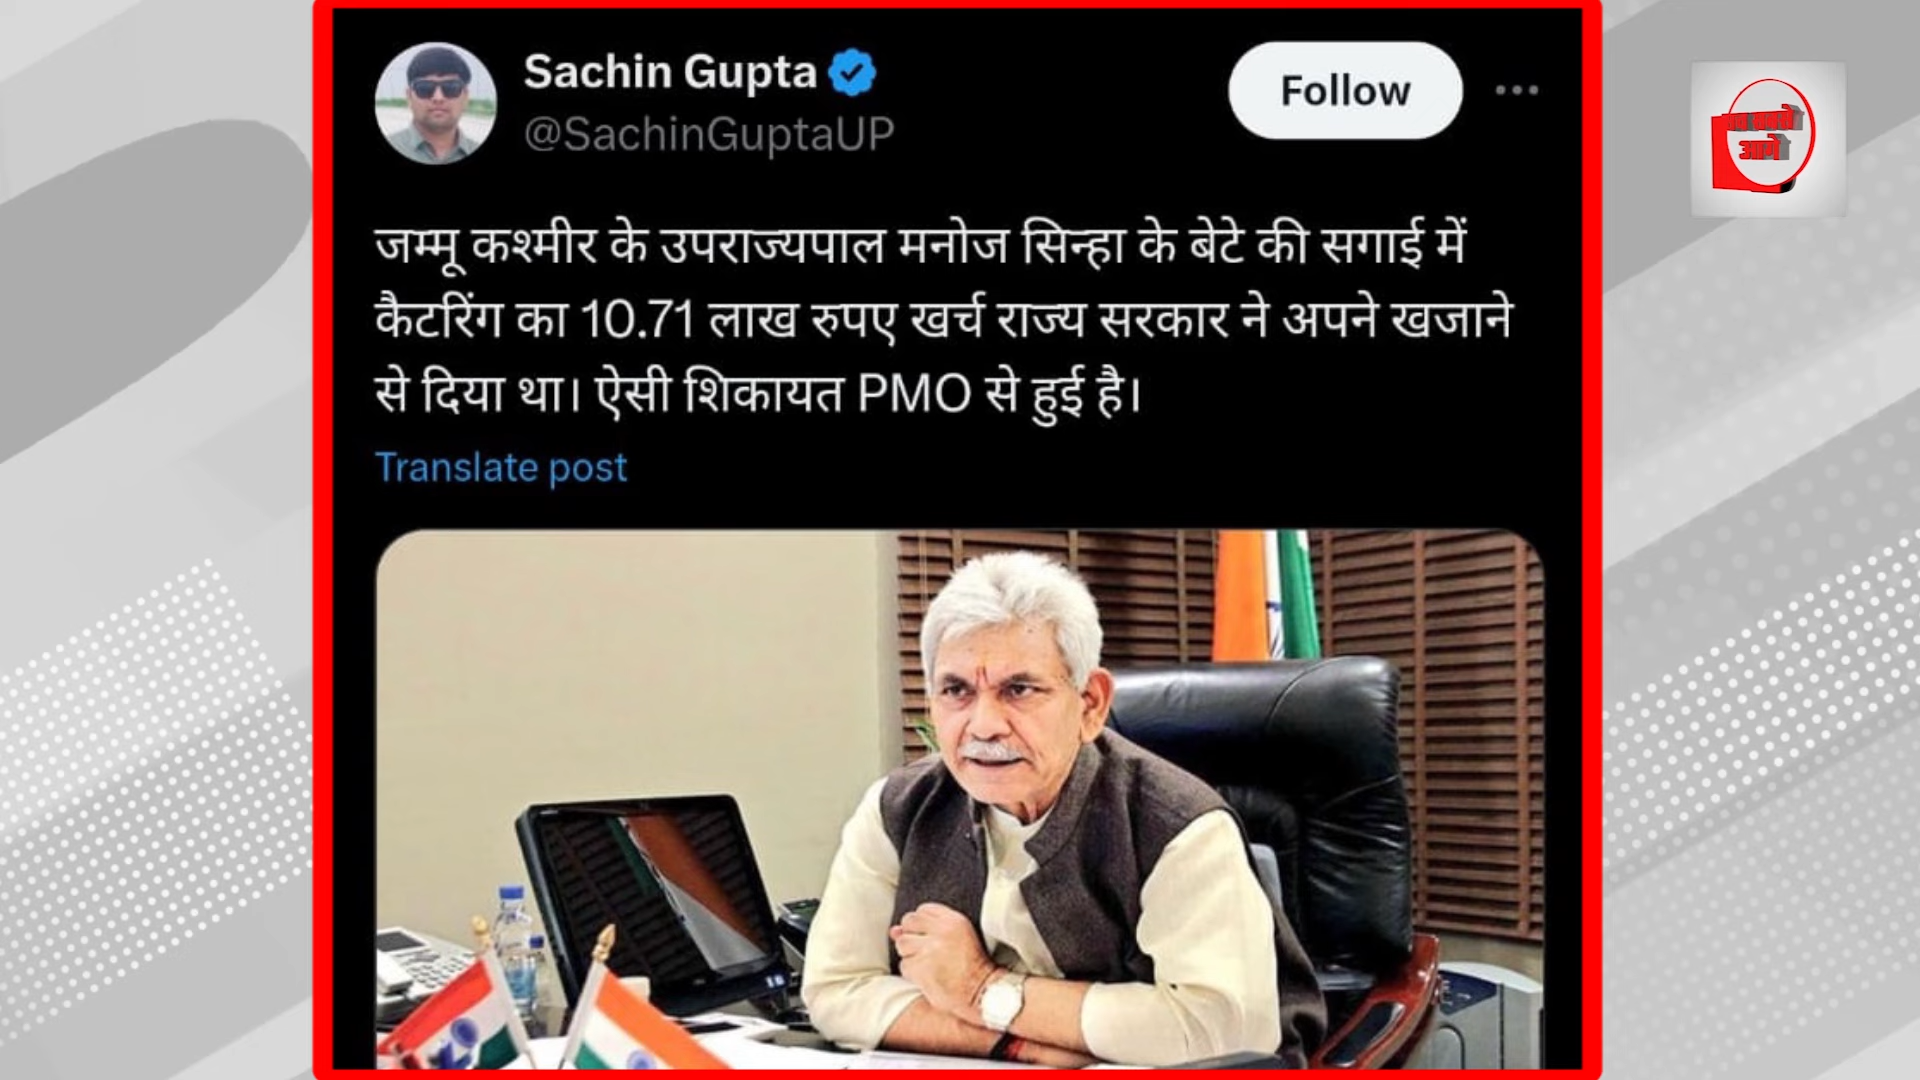 Sachin Gupta
@SachinGuptaUP
Follow
आगे
जम्मू कश्मीर के उपराज्यपाल मनोज सिन्हा के बेटे की सगाई में
कैटरिंग का 10.71 लाख रुपए खर्च राज्य सरकार ने अपने खजाने
से दिया था। ऐसी शिकायत PMO से हुई है।
Translate post